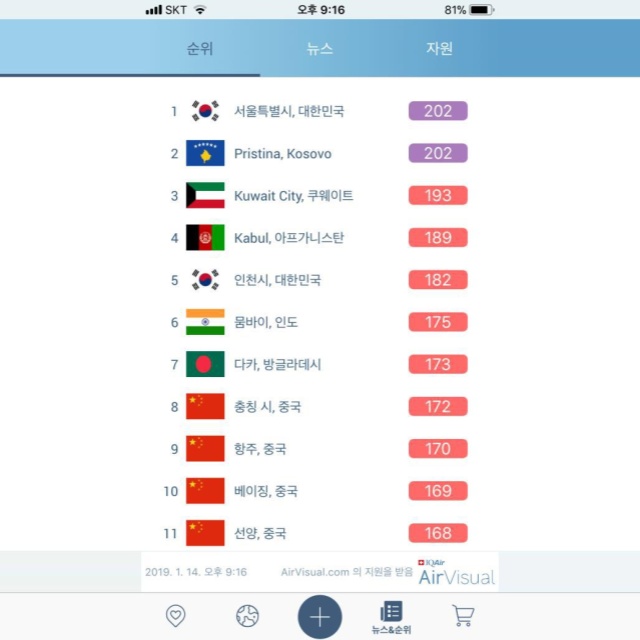 SKT 오후 9:16 81%
순위 뉴스 자원
1 서울특별시, 대한민국 202
2 Pristina, Kosovo 202
3 Kuwait City, 쿠웨이트 193
4 Kabul, 아프가니스탄 189
5 인천시, 대한민국 182
6 뭄바이, 인도 175
7 다카, 방글라데시 173
8 충칭 시, 중국 172
9 항주, 중국 170
10 베이징, 중국 169
11 선양, 중국 168
2019. 1. 14. 오후 9:16 AirVisual.com 의 지원을 받음 IQAir
AirVisual
뉴스&순위